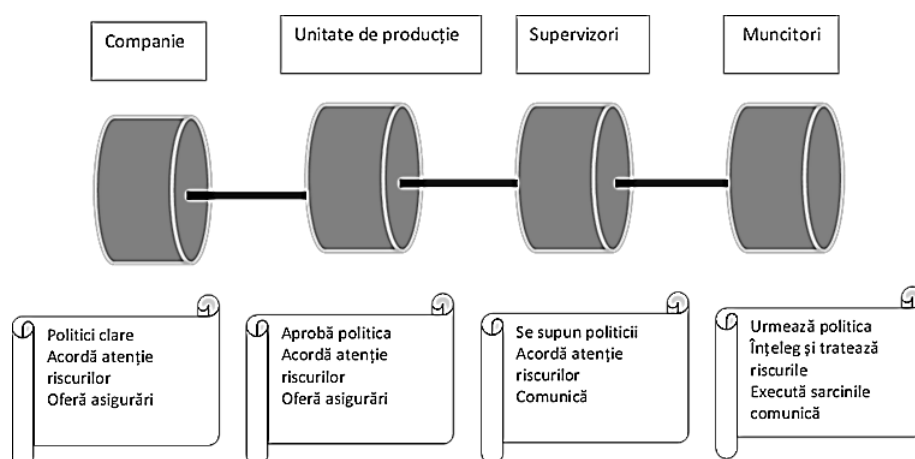 Companie
Unitate de producție
Supervizori
Muncitori
Politici clare
Acordă atenție
riscurilor
Oferă asigurări
Aprobă politica
Acordă atenție
riscurilor
Oferă asigurări
Se supun politicii
Acordă atenție
riscurilor
Comunică
Urmează politica
Înțeleg și tratează
riscurile
Execută sarcinile
comunică